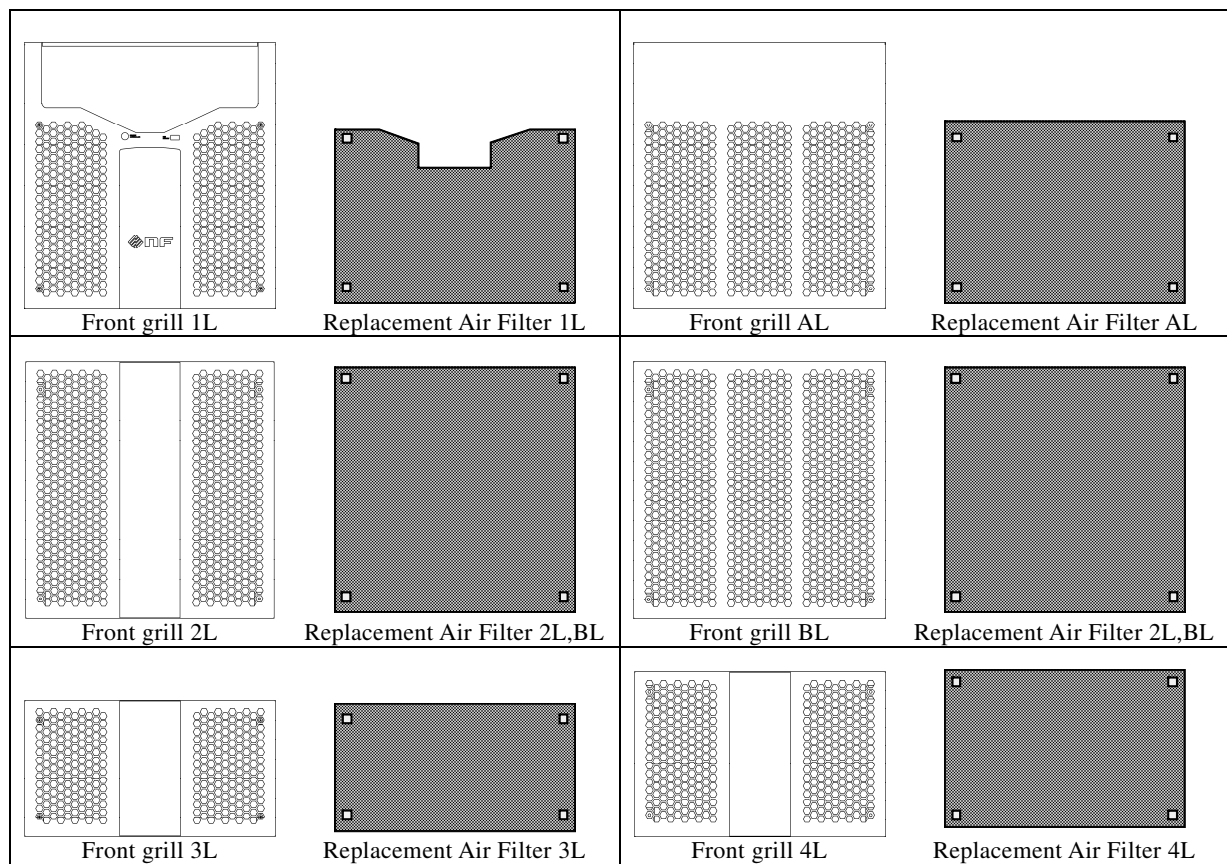 NF
Front grill 1L
Replacement Air Filter 1L
Front grill AL
Replacement Air Filter AL
Front grill 2L
Replacement Air Filter 2L,BL
Front grill BL
Replacement Air Filter 2L,BL
Front grill 3L
Replacement Air Filter 3L
Front grill 4L
Replacement Air Filter 4L